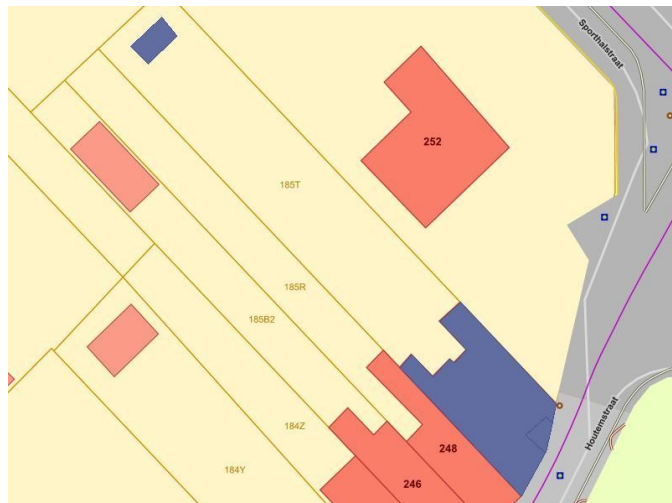 Sporthalstraat
252
185T
185R
185B2
Houtemstraat
184Z
248
184Y
246